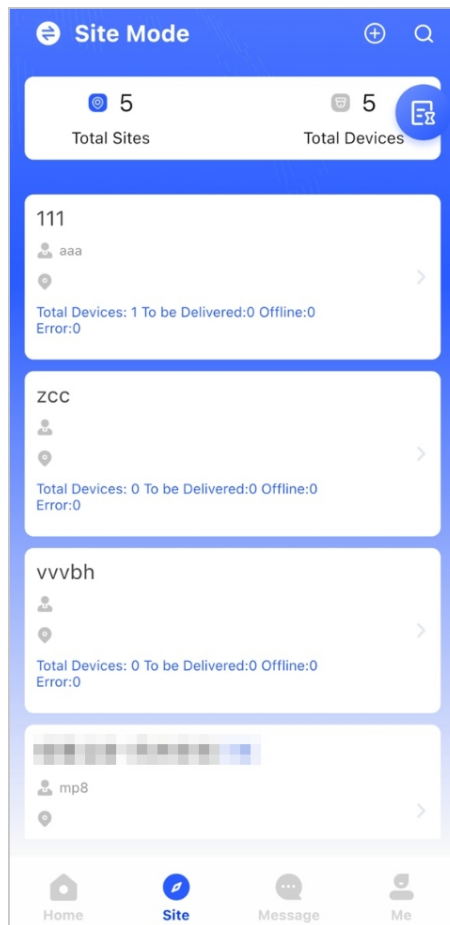 Site Mode
5
5
Total Sites
Total Devices
111
aaa
Total Devices: 1 To be Delivered:0 Offline:0
Error:0
zcc
Total Devices: 0 To be Delivered:0 Offline:0
Error:0
vvvbh
Total Devices: 0 To be Delivered:0 Offline:0
Error:0
mp8
Home
Site
Message
Me